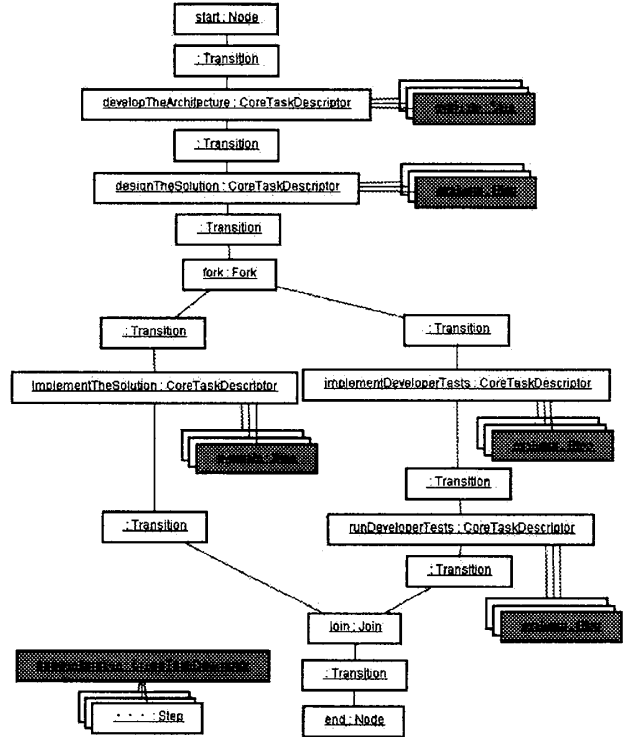 start : Node
: Transition
developTheArchitecture : CoreTaskDescriptor
: Transition
designTheSolution : CoreTaskDescriptor
: Transition
fork : Fork
: Transition
: Transition
ImplementTheSolution : CoreTaskDescriptor
implementDeveloperTests : CoreTaskDescriptor
: Transition
: Transition
runDeveloperTests : CoreTaskDescriptor
: Transition
join : Join
: Transition
· · · : Step
end : Node